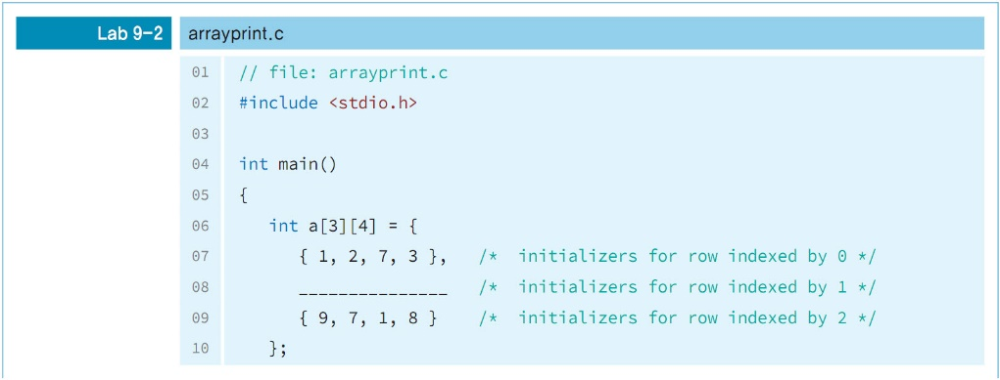 Lab 9-2 arrayprint.c
01 // file: arrayprint.c
02 #include <stdio.h>
03
04 int main()
05 {
06 int a[3][4] = {
07 { 1, 2, 7, 3 }, /* initializers for row indexed by 0 */
08 _______________ /* initializers for row indexed by 1 */
09 { 9, 7, 1, 8 } /* initializers for row indexed by 2 */
10 };